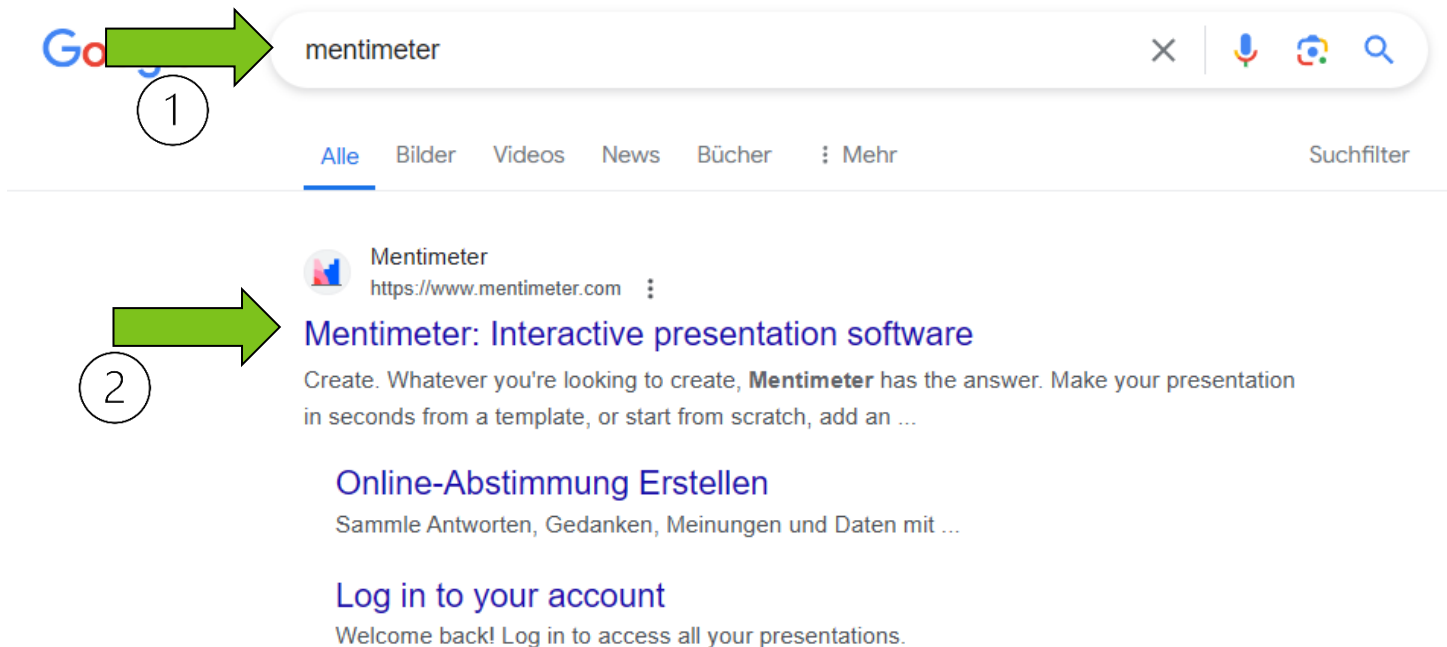 Go
mentimeter
1
Alle Bilder Videos News Bücher Mehr Suchfilter
Mentimeter
https://www.mentimeter.com
Mentimeter: Interactive presentation software
2
Create. Whatever you're looking to create, Mentimeter has the answer. Make your presentation
in seconds from a template, or start from scratch, add an ...
Online-Abstimmung Erstellen
Sammle Antworten, Gedanken, Meinungen und Daten mit ...
Log in to your account
Welcome back! Log in to access all your presentations.